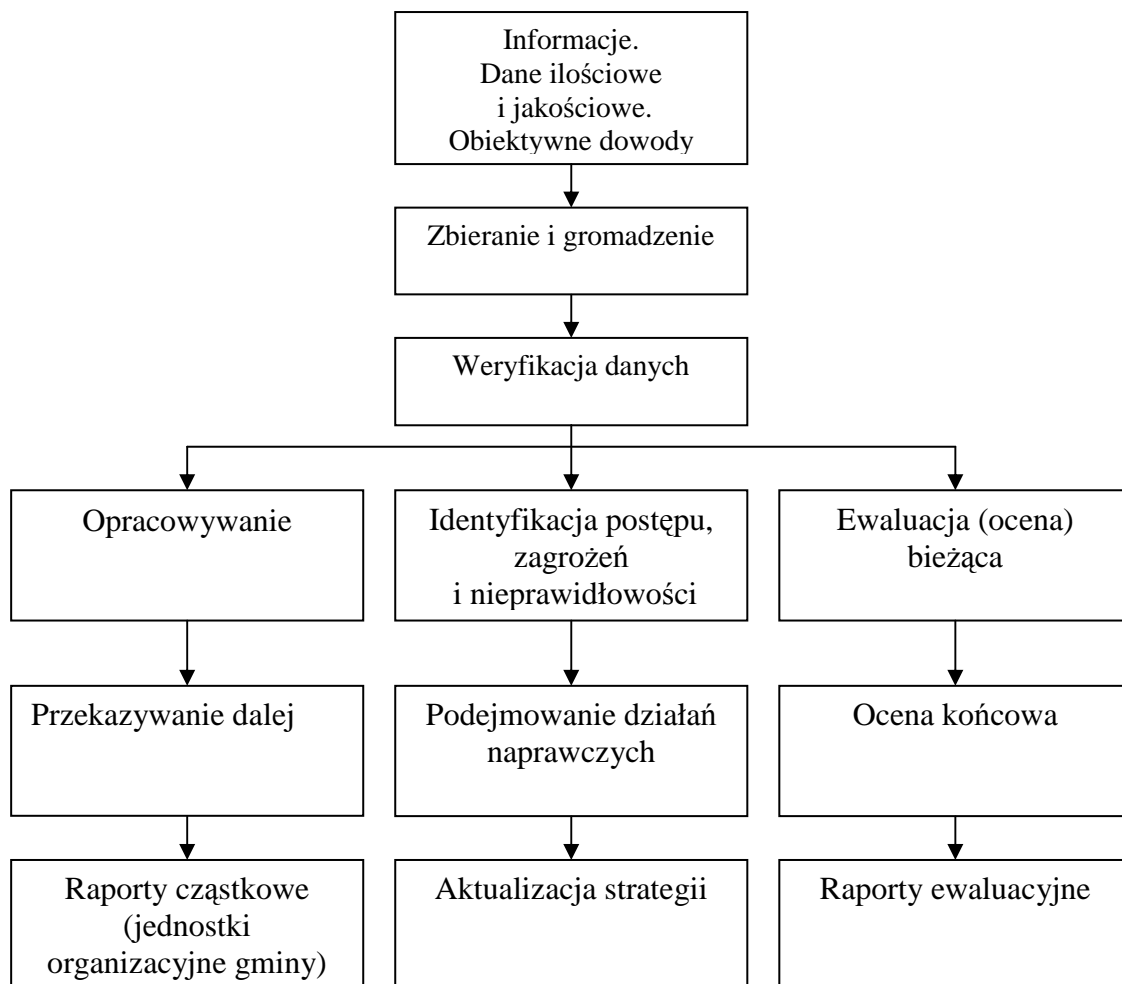 Informacje.
Dane ilościowe
i jakościowe.
Obiektywne dowody
Zbieranie i gromadzenie
Weryfikacja danych
Opracowywanie
Identyfikacja postępu,
zagrożeń
i nieprawidłowości
Ewaluacja (ocena)
bieżąca
Przekazywanie dalej
Podejmowanie działań
naprawczych
Ocena końcowa
Raporty cząstkowe
(jednostki
organizacyjne gminy)
Aktualizacja strategii
Raporty ewaluacyjne